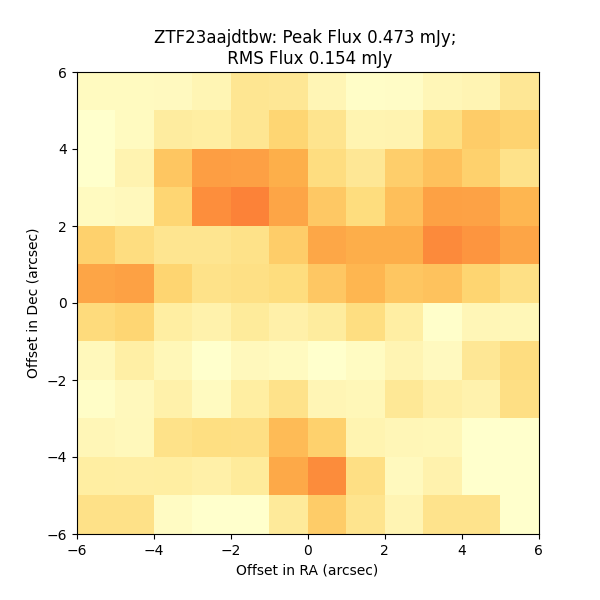 ZTF23aajdtbw: Peak Flux 0.473 mJy;
RMS Flux 0.154 mJy
6
4
2
0
−2
−4
−6
Offset in Dec (arcsec)
−6 −4 −2 0 2 4 6
Offset in RA (arcsec)